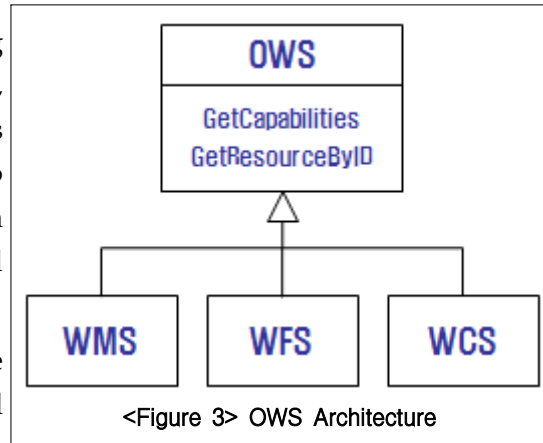 OWS
GetCapabilities
GetResourceByID
WMS WFS WCS
<Figure 3> OWS Architecture